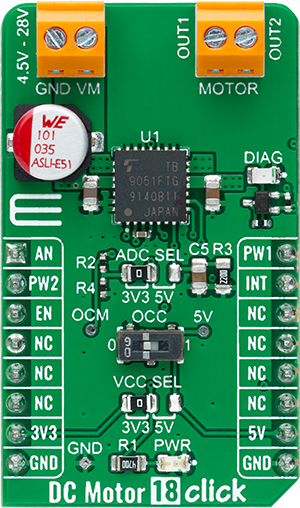 4.5V - 28V
GND VM
OUT1
OUT2
MOTOR
WE
101
035
ASLI-E51
U1
TB
9051FTG
9140811
JAPAN
DIAG
AN
PW2
EN
NC
NC
NC
3V3
GND
R2
ADC SEL
C5 R3
2200
R4
3V3 5V
OCM
OCC
5V
0
1
VCC SEL
3V3 5V
GND
R1
PWR
4700
PW1
INT
NC
NC
NC
NC
5V
GND
DC Motor 18 click